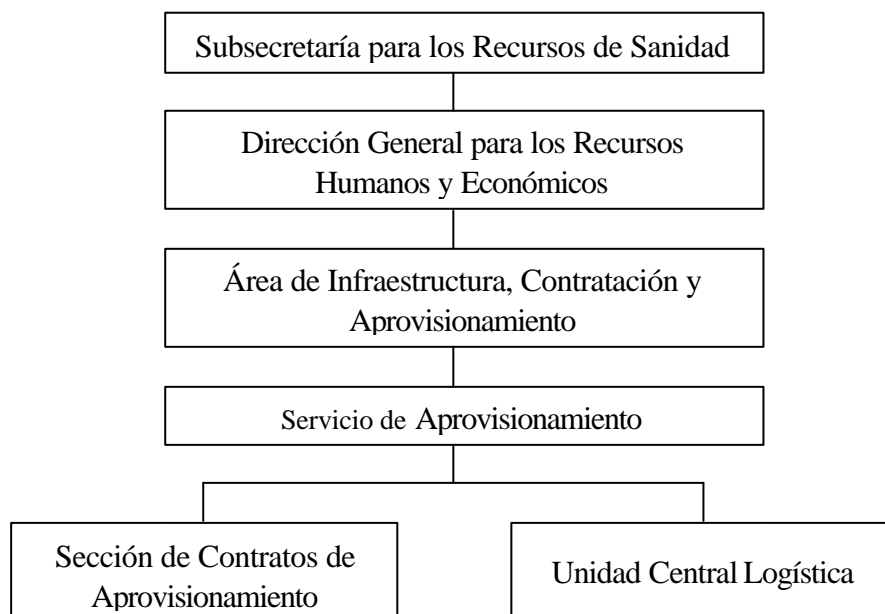 Subsecretaría para los Recursos de Sanidad
Dirección General para los Recursos
Humanos y Económicos
Área de Infraestructura, Contratación y
Aprovisionamiento
Servicio de Aprovisionamiento
Sección de Contratos de
Aprovisionamiento
Unidad Central Logística